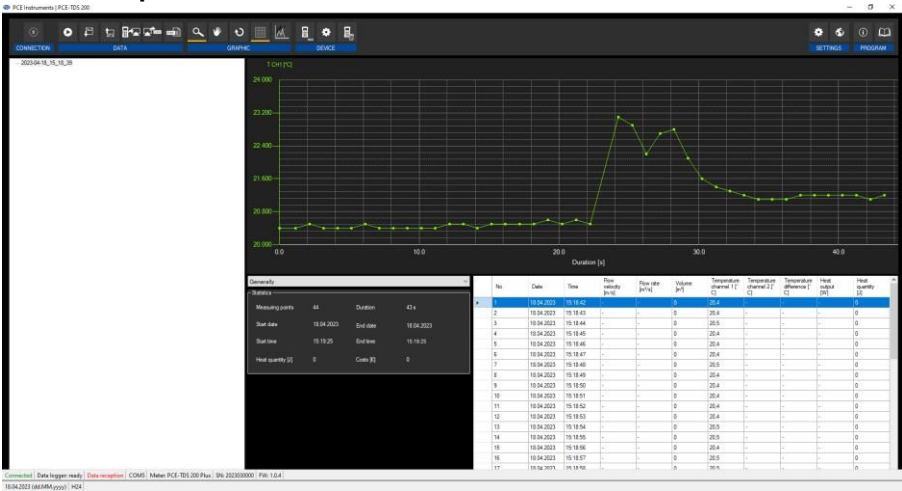 PCE Instruments | PCE-TDS 200
CONNECTION DATA GRAPHIC DEVICE SETTINGS PROGRAM
2023-04-18_15_18_39
T CH1 [°C]
24.000
23.200
22.400
21.600
20.800
20.000
0.0 10.0 20.0 30.0 40.0
Duration [s]
Generally
Statistics
Measuring points 44 Duration 43 s
Start date 18.04.2023 End date 18.04.2023
Start time 15:19:25 End time 15:19:25
Heat quantity [J] 0 Costs [€] 0
No. Date Time Flow velocity [m/s] Flow rate [m³/s] Volume [m³] Temperature channel 1 [°C] Temperature channel 2 [°C] Temperature difference [°C] Heat output [W] Heat quantity [J]
1 18.04.2023 15:18:42 - - 0 20,4 - - - 0
2 18.04.2023 15:18:43 - - 0 20,4 - - - 0
3 18.04.2023 15:18:44 - - 0 20,5 - - - 0
4 18.04.2023 15:18:45 - - 0 20,4 - - - 0
5 18.04.2023 15:18:46 - - 0 20,4 - - - 0
6 18.04.2023 15:18:47 - - 0 20,4 - - - 0
7 18.04.2023 15:18:48 - - 0 20,5 - - - 0
8 18.04.2023 15:18:49 - - 0 20,4 - - - 0
9 18.04.2023 15:18:50 - - 0 20,4 - - - 0
10 18.04.2023 15:18:51 - - 0 20,4 - - - 0
11 18.04.2023 15:18:52 - - 0 20,4 - - - 0
12 18.04.2023 15:18:53 - - 0 20,4 - - - 0
13 18.04.2023 15:18:54 - - 0 20,5 - - - 0
14 18.04.2023 15:18:55 - - 0 20,5 - - - 0
15 18.04.2023 15:18:56 - - 0 20,4 - - - 0
16 18.04.2023 15:18:57 - - 0 20,5 - - - 0
17 18.04.2023 15:18:58 - - 0 20,5 - - - 0
Connected Data logger ready Data reception COM5 Meter: PCE-TDS 200 Plus SN: 2023030000 FW: 1.0.4
18.04.2023 (dd.MM.yyyy) H24